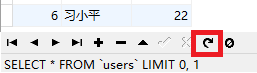 6 习小平 22
SELECT * FROM `users` LIMIT 0, 1